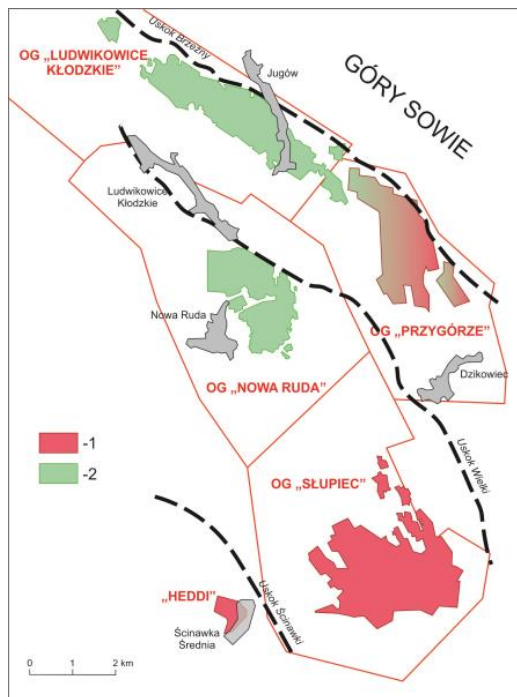 Uskok Brzeżny
OG „LUDWIKOWICE
KŁODZKIE”
Jugów
GÓRY SOWIE
Ludwikowice
Kłodzkie
Nowa Ruda
OG „PRZYGÓRZE”
Dzikowiec
OG „NOWA RUDA”
-1
-2
OG „SŁUPIEC”
Uskok Wielki
„HEDDI”
Uskok Ścinawki
Ścinawka
Średnia
0 1 2 km